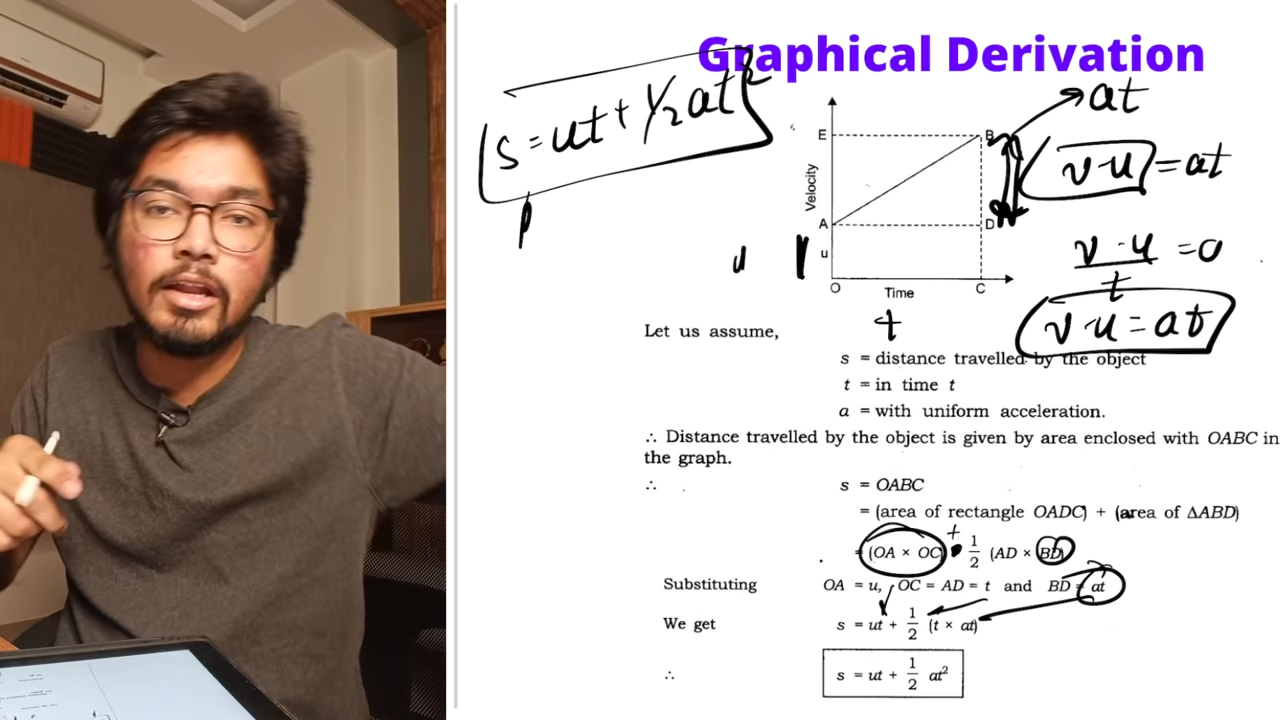 Graphical Derivation
s = ut + 1/2 at²
at
E
B
v-u = at
Velocity
A
D
u
u
v-u/t = a
O
Time
C
t
v-u = at
Let us assume,
s = distance travelled by the object
t = in time t
a = with uniform acceleration.
∴ Distance travelled by the object is given by area enclosed with OABC in
the graph.
∴ s = OABC
= (area of rectangle OADC) + (area of ΔABD)
= (OA × OC) + 1/2 (AD × BD)
Substituting OA = u, OC = AD = t and BD = at
We get s = ut + 1/2 (t × at)
∴ s = ut + 1/2 at²